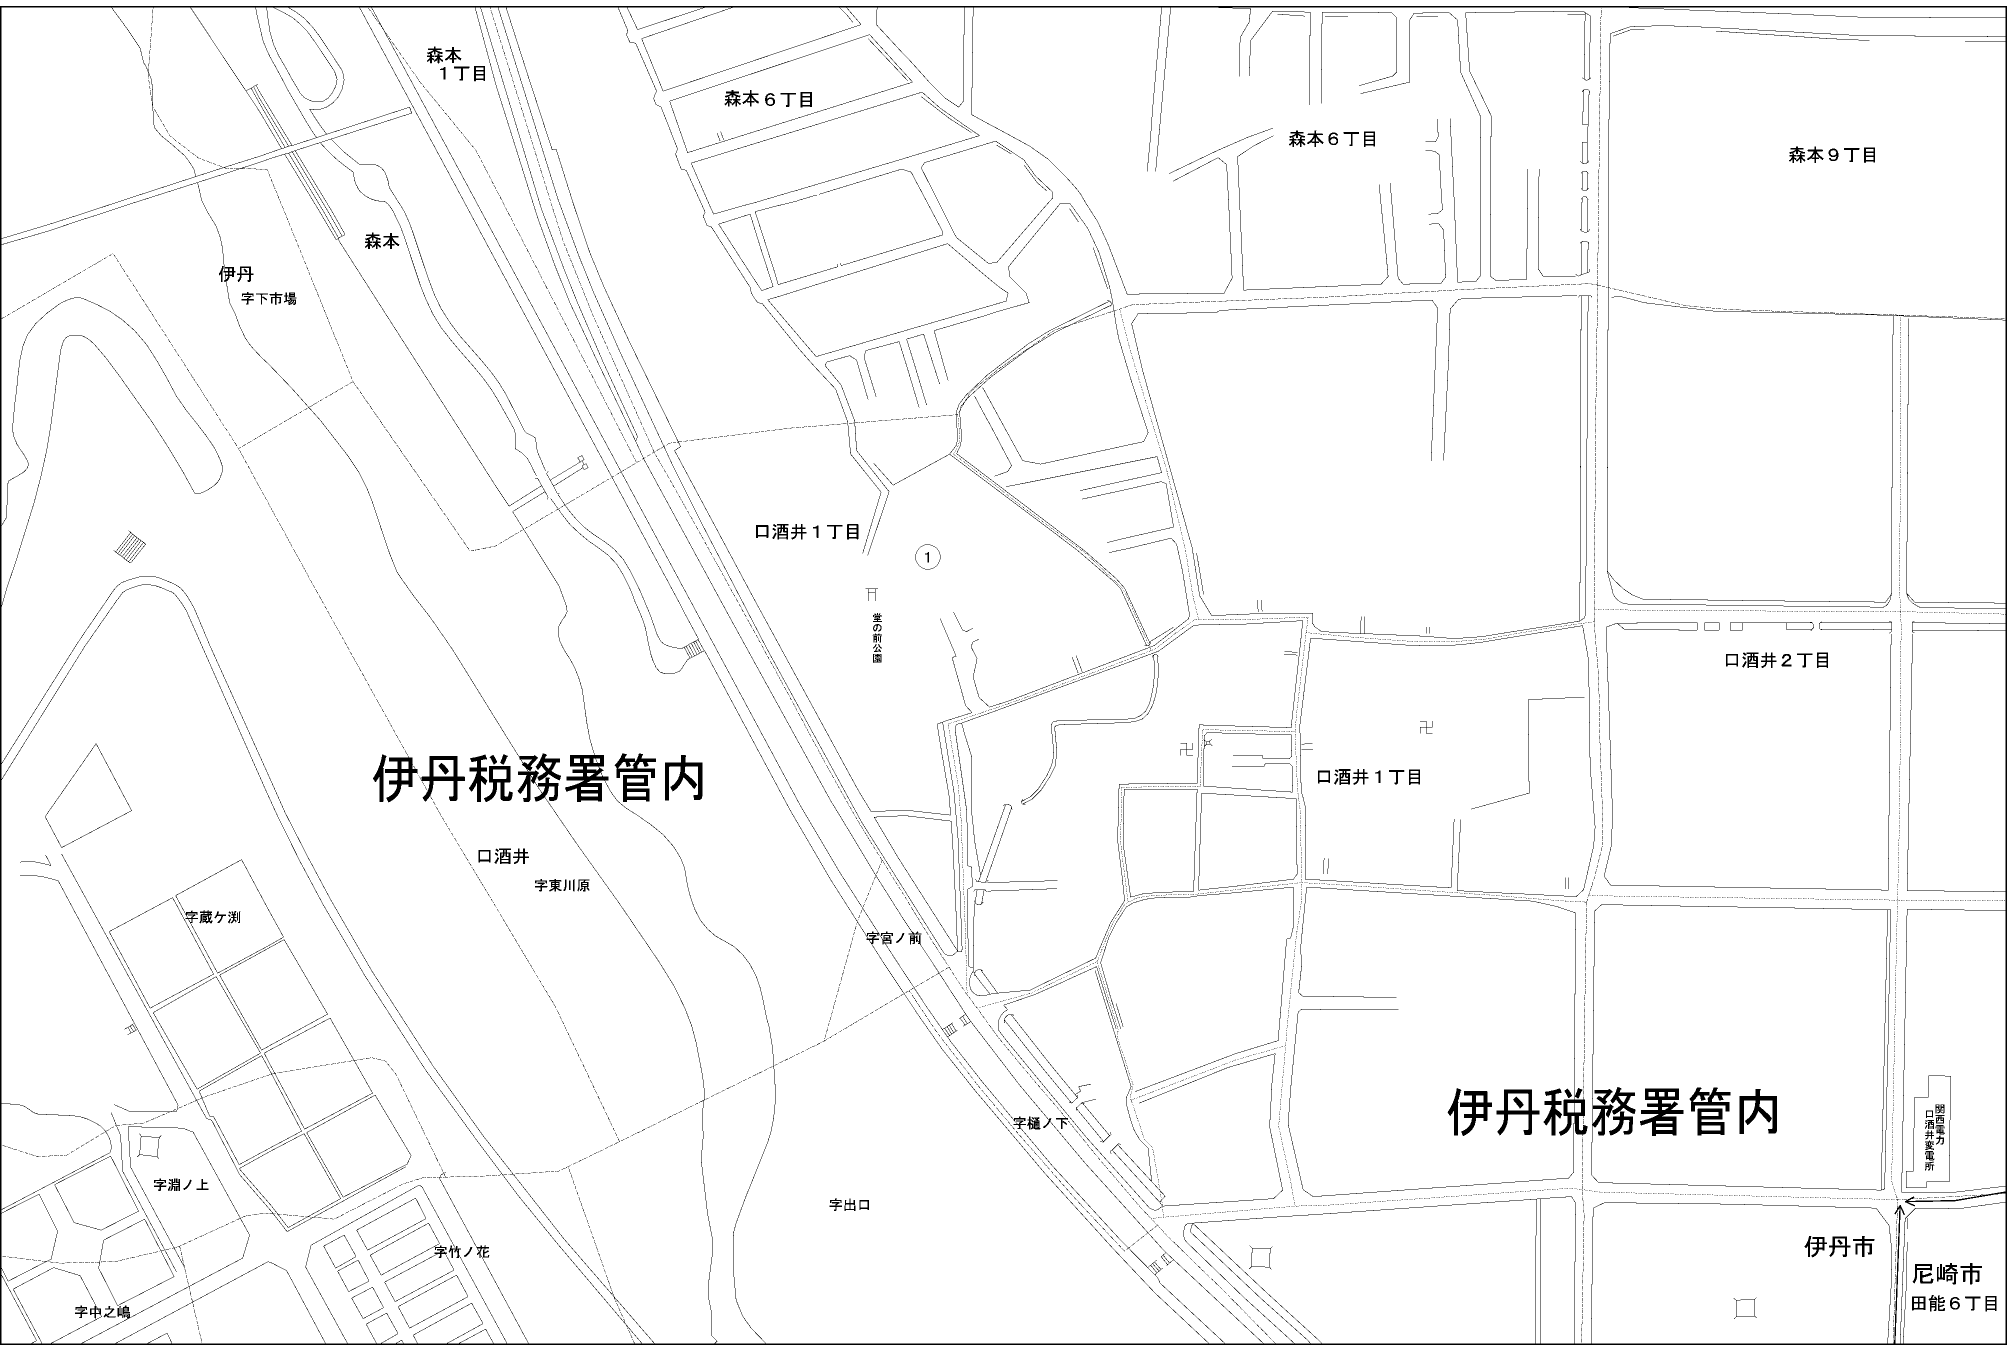 森本
１丁目
森本６丁目
森本６丁目
森本９丁目
森本
伊丹
字下市場
口酒井１丁目
1
堂の前公園
口酒井２丁目
伊丹税務署管内
口酒井１丁目
口酒井
字東川原
字蔵ケ渕
字宮ノ前
伊丹税務署管内
字樋ノ下
関西電力
口酒井変電所
字淵ノ上
字出口
字竹ノ花
伊丹市
尼崎市
田能６丁目
字中之嶋